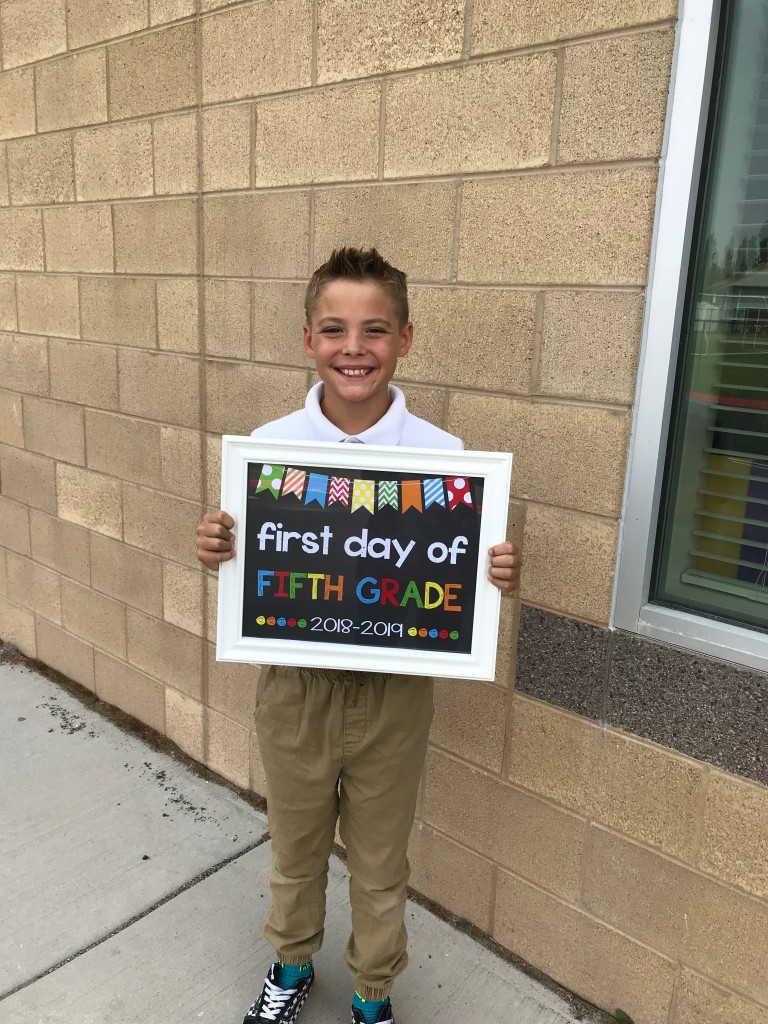 first day of
FIFTH GRADE
2018-2019